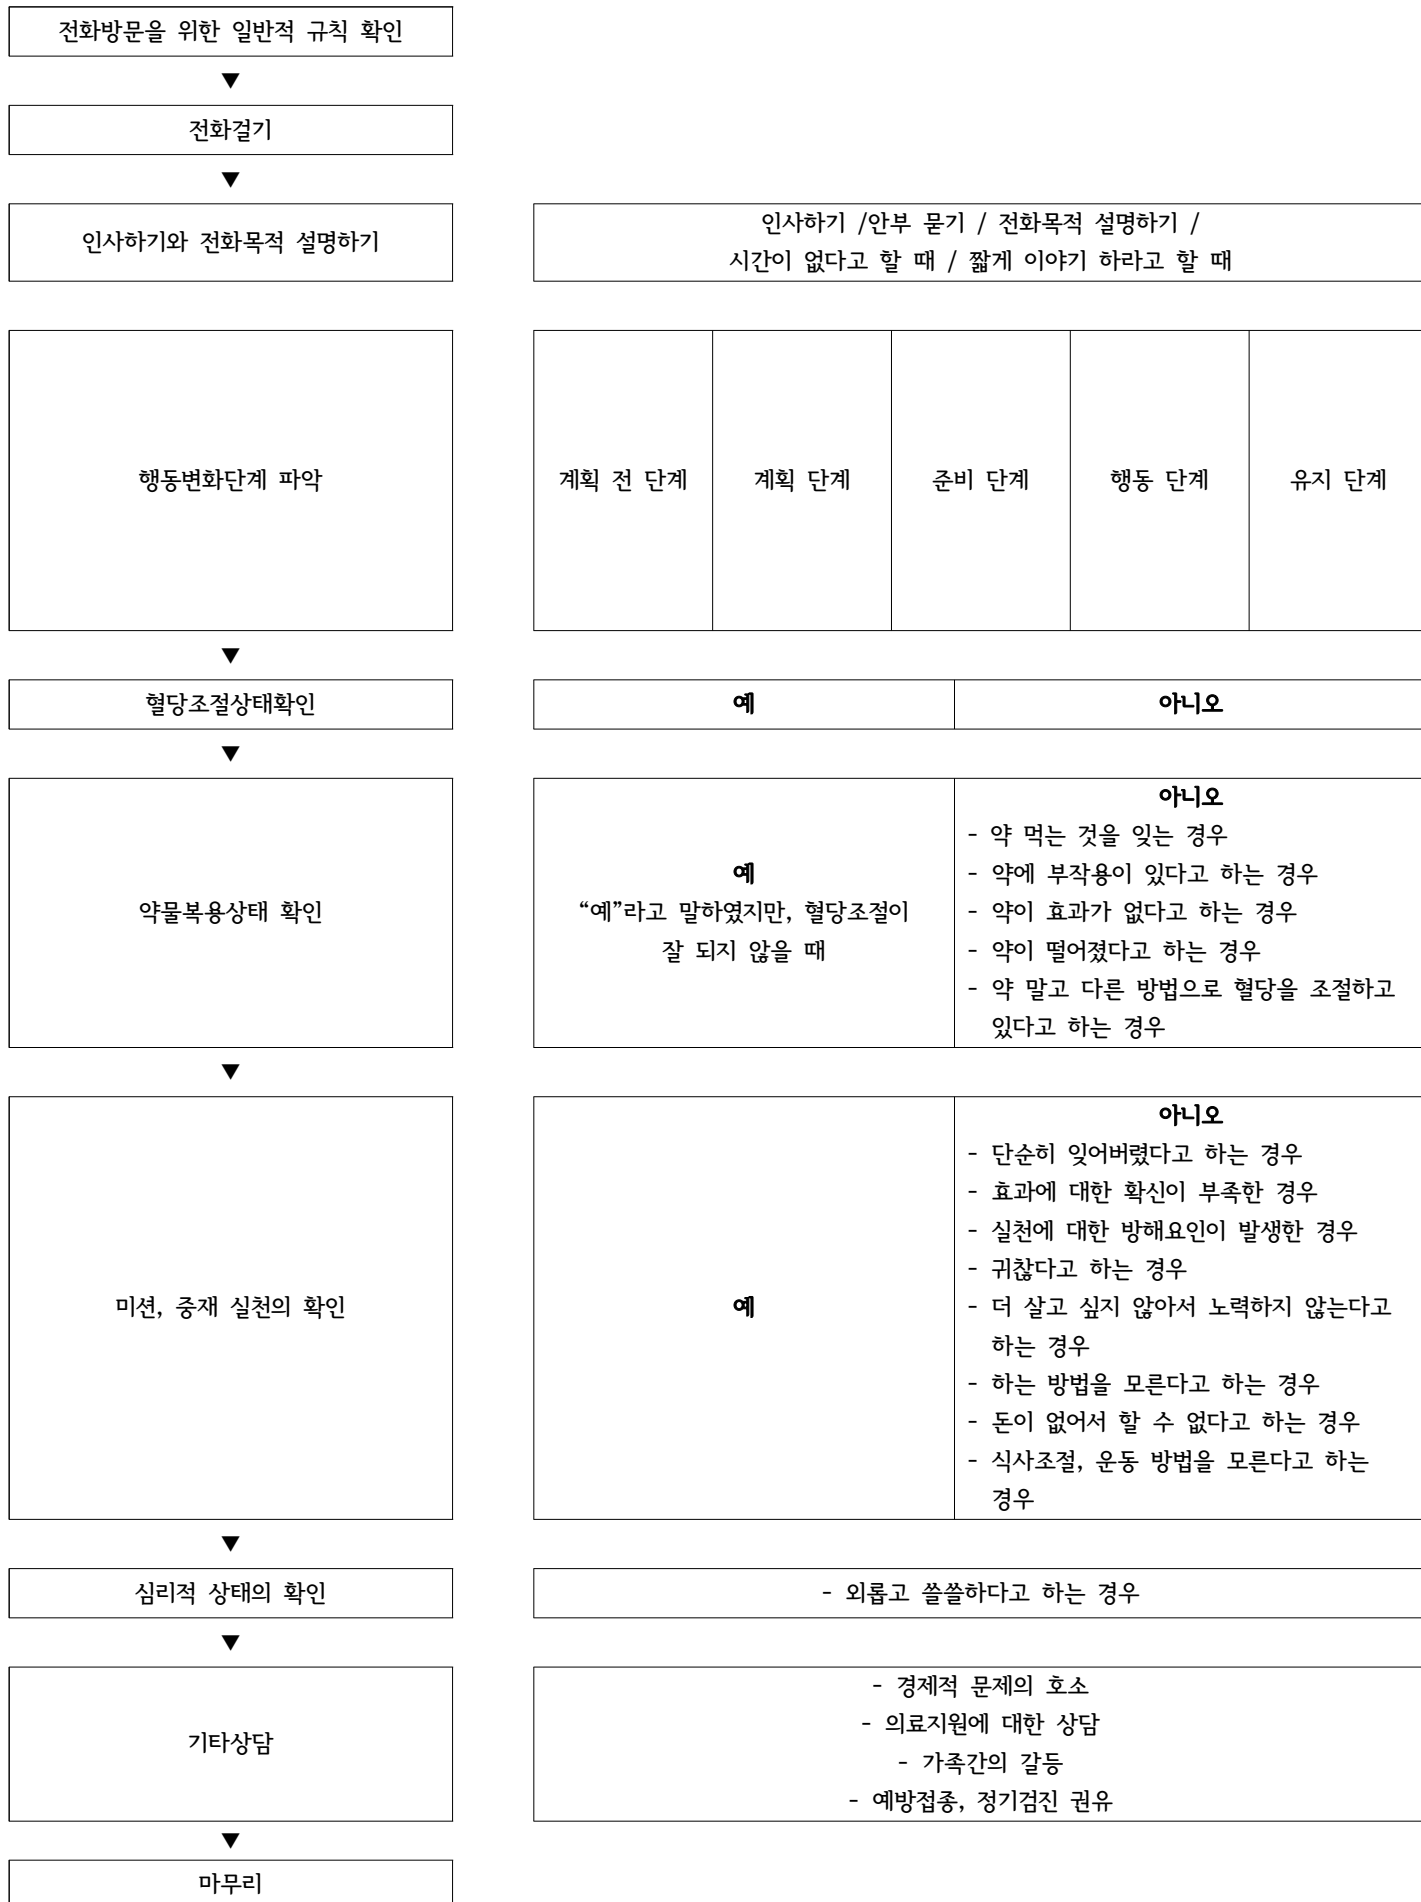 전화방문을 위한 일반적 규칙 확인
▼
전화걸기
▼
인사하기와 전화목적 설명하기
인사하기 /안부 묻기 / 전화목적 설명하기 /
시간이 없다고 할 때 / 짧게 이야기 하라고 할 때
행동변화단계 파악
계획 전 단계
계획 단계
준비 단계
행동 단계
유지 단계
▼
혈당조절상태확인
예
아니오
▼
약물복용상태 확인
예
“예”라고 말하였지만, 혈당조절이
잘 되지 않을 때
아니오
- 약 먹는 것을 잊는 경우
- 약에 부작용이 있다고 하는 경우
- 약이 효과가 없다고 하는 경우
- 약이 떨어졌다고 하는 경우
- 약 말고 다른 방법으로 혈당을 조절하고
있다고 하는 경우
▼
미션, 중재 실천의 확인
예
아니오
- 단순히 잊어버렸다고 하는 경우
- 효과에 대한 확신이 부족한 경우
- 실천에 대한 방해요인이 발생한 경우
- 귀찮다고 하는 경우
- 더 살고 싶지 않아서 노력하지 않는다고
하는 경우
- 하는 방법을 모른다고 하는 경우
- 돈이 없어서 할 수 없다고 하는 경우
- 식사조절, 운동 방법을 모른다고 하는
경우
▼
심리적 상태의 확인
- 외롭고 쓸쓸하다고 하는 경우
▼
기타상담
- 경제적 문제의 호소
- 의료지원에 대한 상담
- 가족간의 갈등
- 예방접종, 정기검진 권유
▼
마무리